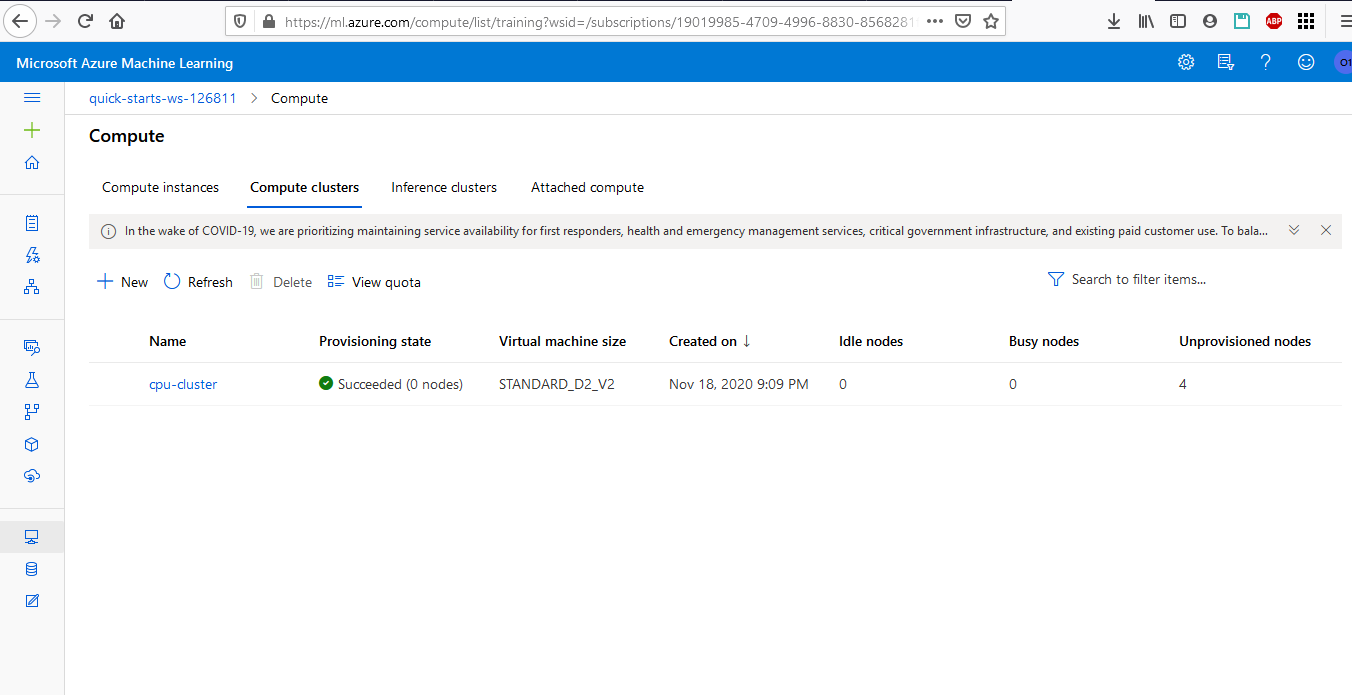 https://ml.azure.com/compute/list/training?wsid=/subscriptions/19019985-4709-4996-8830-8568281
ABP
Microsoft Azure Machine Learning
?
01
quick-starts-ws-126811 > Compute
Compute
Compute instances Compute clusters Inference clusters Attached compute
In the wake of COVID-19, we are prioritizing maintaining service availability for first responders, health and emergency management services, critical government infrastructure, and existing paid customer use. To bala...
New Refresh Delete View quota Search to filter items...
Name Provisioning state Virtual machine size Created on ↓ Idle nodes Busy nodes Unprovisioned nodes
cpu-cluster Succeeded (0 nodes) STANDARD_D2_V2 Nov 18, 2020 9:09 PM 0 0 4